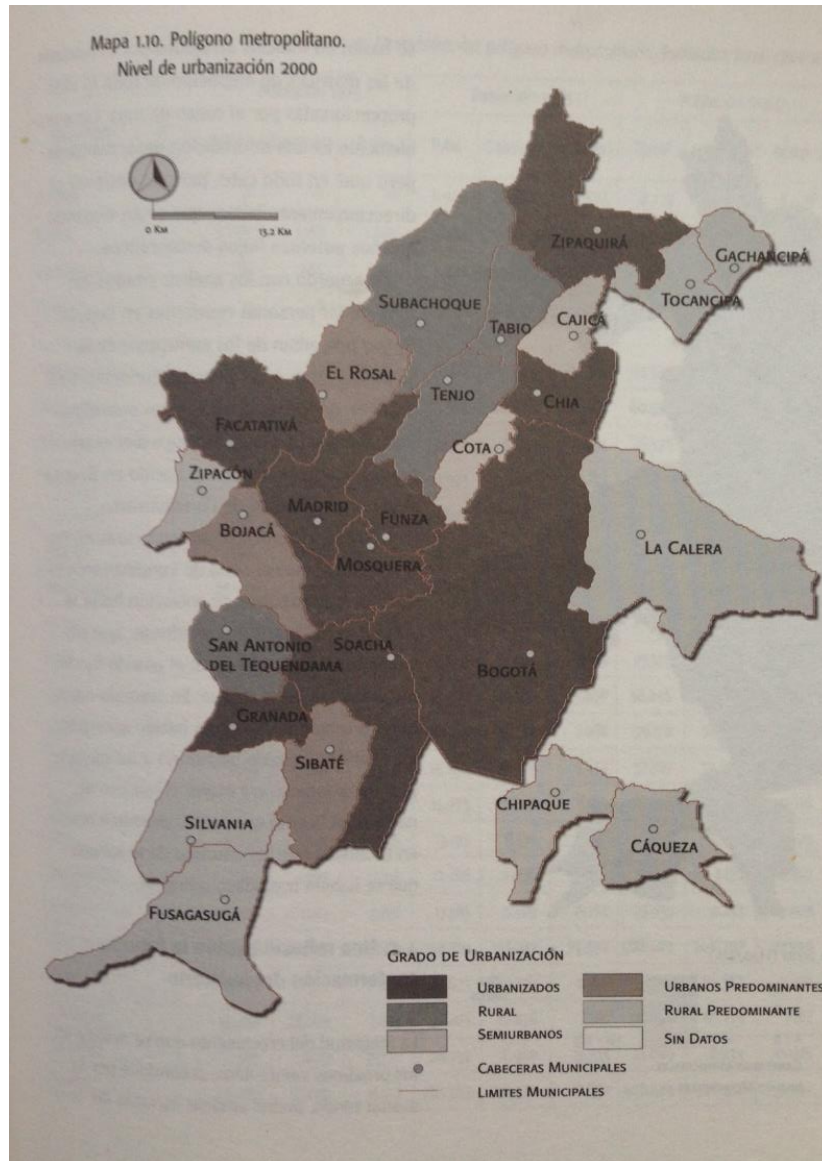 Mapa 1.10. Polígono metropolitano.
Nivel de urbanización 2000
0 Km 13.2 Km
Zipaquirá
Gachancipá
Tocancipa
Subachoque
Tabio
Cajicá
El Rosal
Tenjo
Chia
Facatativá
Cota
Zipacón
Madrid
Funza
Bojacá
La Calera
Mosquera
San Antonio
del Tequendama
Soacha
Bogotá
Granada
Sibaté
Chipaque
Silvania
Cáqueza
Fusagasugá
Grado de Urbanización
Urbanizados
Urbanos Predominantes
Rural
Rural Predominante
Semiurbanos
Sin Datos
Cabeceras Municipales
Limites Municipales